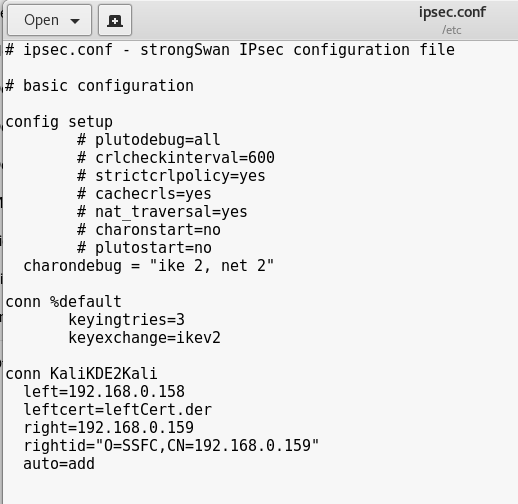 Open
ipsec.conf
/etc
# ipsec.conf - strongSwan IPsec configuration file
# basic configuration
config setup
# plutodebug=all
# crlcheckinterval=600
# strictcrlpolicy=yes
# cachecrls=yes
# nat_traversal=yes
# charonstart=no
# plutostart=no
charondebug = "ike 2, net 2"
conn %default
keyingtries=3
keyexchange=ikev2
conn KaliKDE2Kali
left=192.168.0.158
leftcert=leftCert.der
right=192.168.0.159
rightid="O=SSFC,CN=192.168.0.159"
auto=add